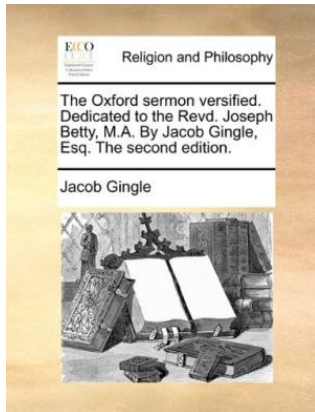 ECCO
Religion and Philosophy
The Oxford sermon versified.
Dedicated to the Revd. Joseph
Betty, M.A. By Jacob Gingle,
Esq. The second edition.
Jacob Gingle